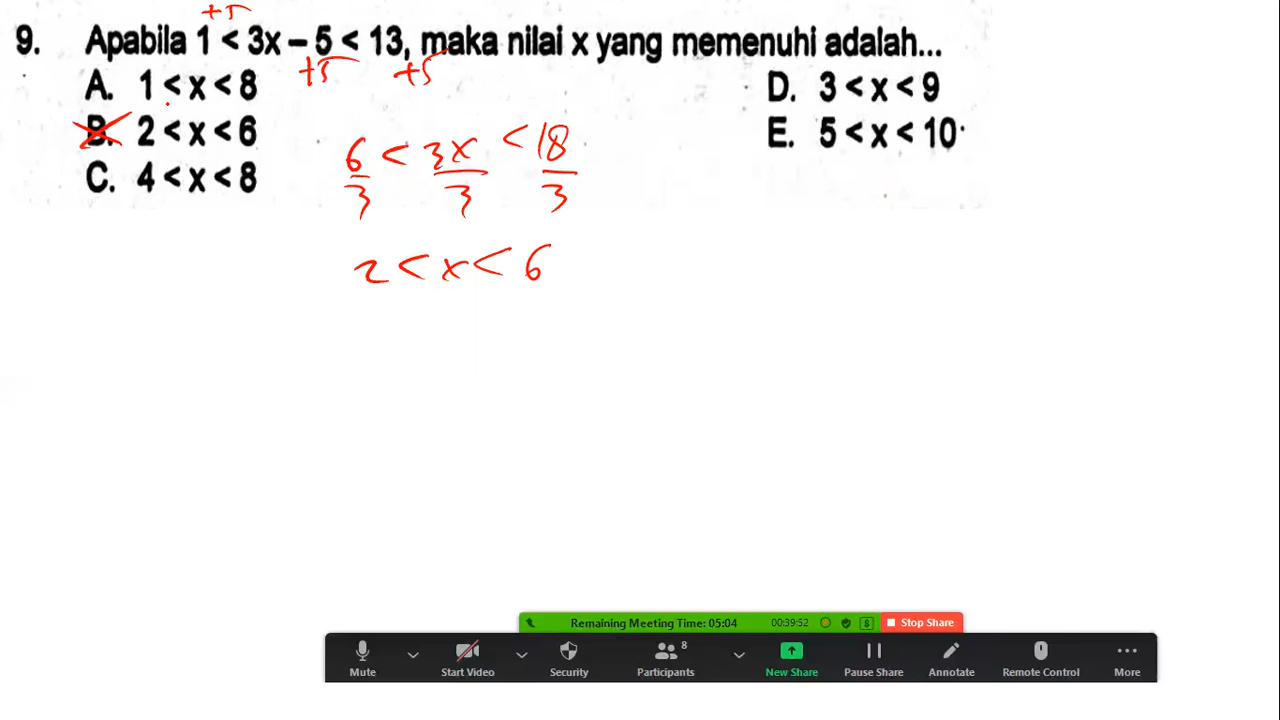 +5
9. Apabila 1 < 3x – 5 < 13, maka nilai x yang memenuhi adalah...
+5 +5
A. 1 < x < 8
D. 3 < x < 9
B. 2 < x < 6
E. 5 < x < 10
C. 4 < x < 8
6/3 < 3x/3 < 18/3
2 < x < 6
Remaining Meeting Time: 05:04 00:39:52 Stop Share
8
Mute Start Video Security Participants New Share Pause Share Annotate Remote Control More